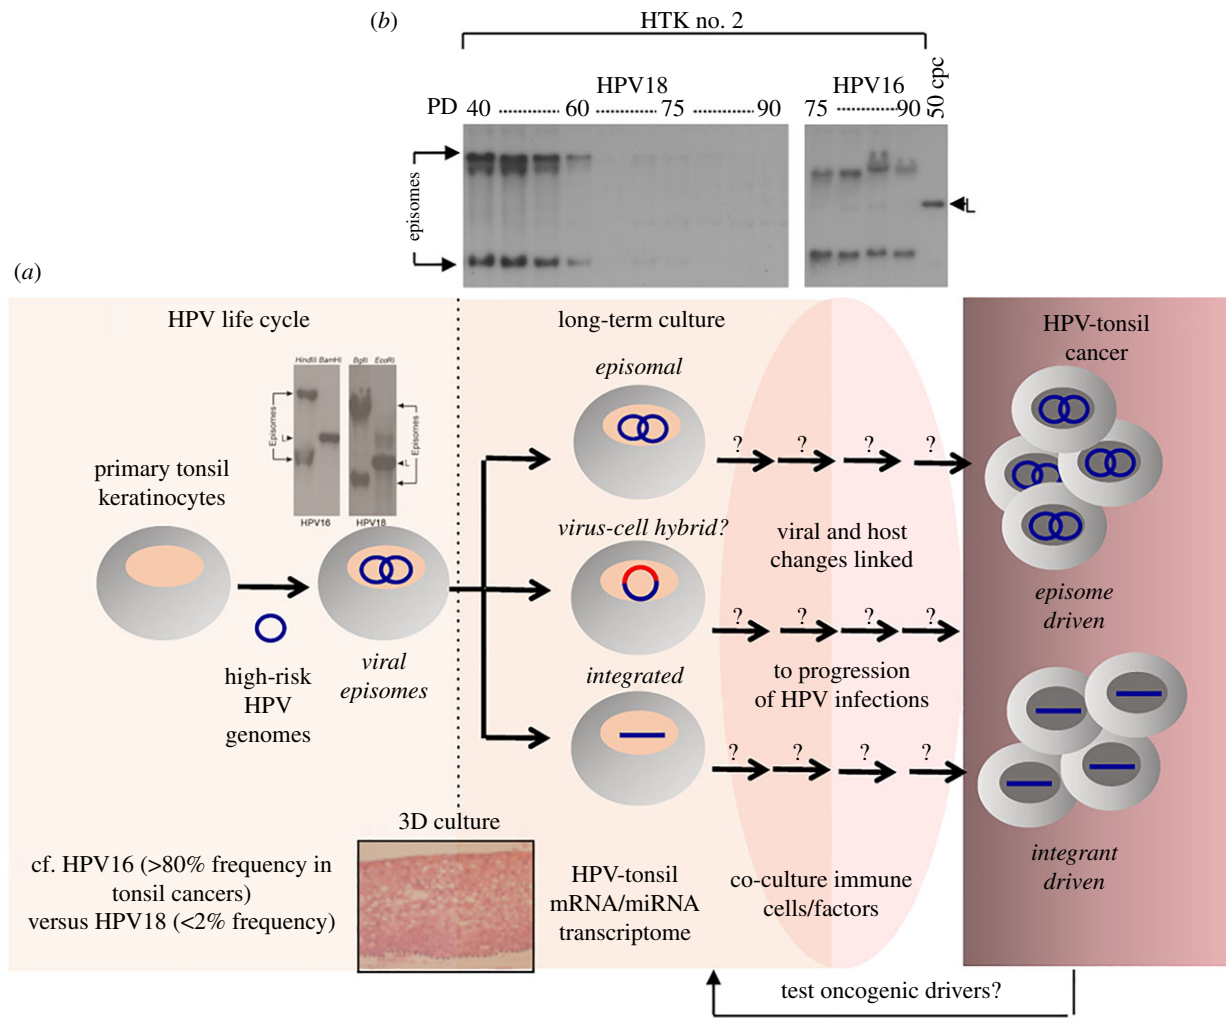 (b)
HTK no. 2
HPV18
HPV16
50 cpc
PD 40 60 75 90
75 90
episomes
L
(a)
HPV life cycle
long-term culture
HPV-tonsil
cancer
HindIII BamHI
BglII EcoRI
Episomes
L
Episomes
L
HPV16
HPV18
primary tonsil
keratinocytes
high-risk
HPV
genomes
viral
episomes
episomal
? ? ? ?
virus-cell hybrid?
viral and host
changes linked
? ? ? ?
integrated
to progression
of HPV infections
? ? ? ?
episome
driven
integrant
driven
3D culture
cf. HPV16 (>80% frequency in
tonsil cancers)
versus HPV18 (<2% frequency)
HPV-tonsil
mRNA/miRNA
transcriptome
co-culture immune
cells/factors
test oncogenic drivers?